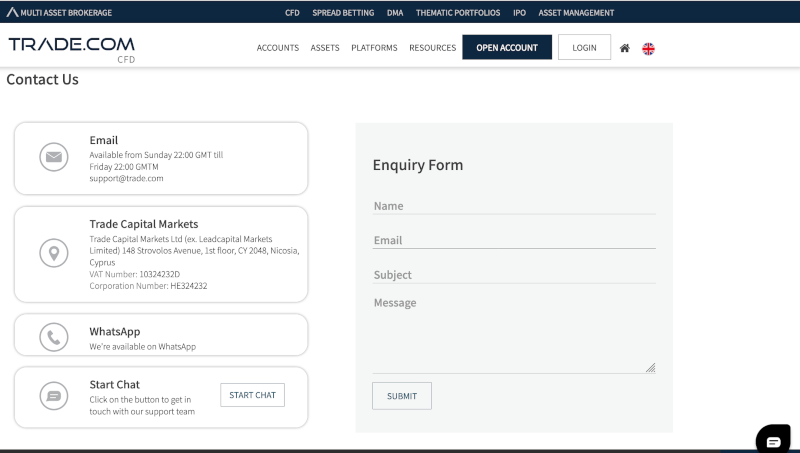 MULTI ASSET BROKERAGE
CFD SPREAD BETTING DMA THEMATIC PORTFOLIOS IPO ASSET MANAGEMENT
TRADE.COM
CFD
ACCOUNTS ASSETS PLATFORMS RESOURCES OPEN ACCOUNT LOGIN
Contact Us
Email
Available from Sunday 22:00 GMT till
Friday 22:00 GMTM
support@trade.com
Trade Capital Markets
Trade Capital Markets Ltd (ex. Leadcapital Markets
Limited) 148 Strovolos Avenue, 1st floor, CY 2048, Nicosia,
Cyprus
VAT Number: 10324232D
Corporation Number: HE324232
WhatsApp
We're available on WhatsApp
Start Chat
Click on the button to get in
touch with our support team
START CHAT
Enquiry Form
Name
Email
Subject
Message
SUBMIT